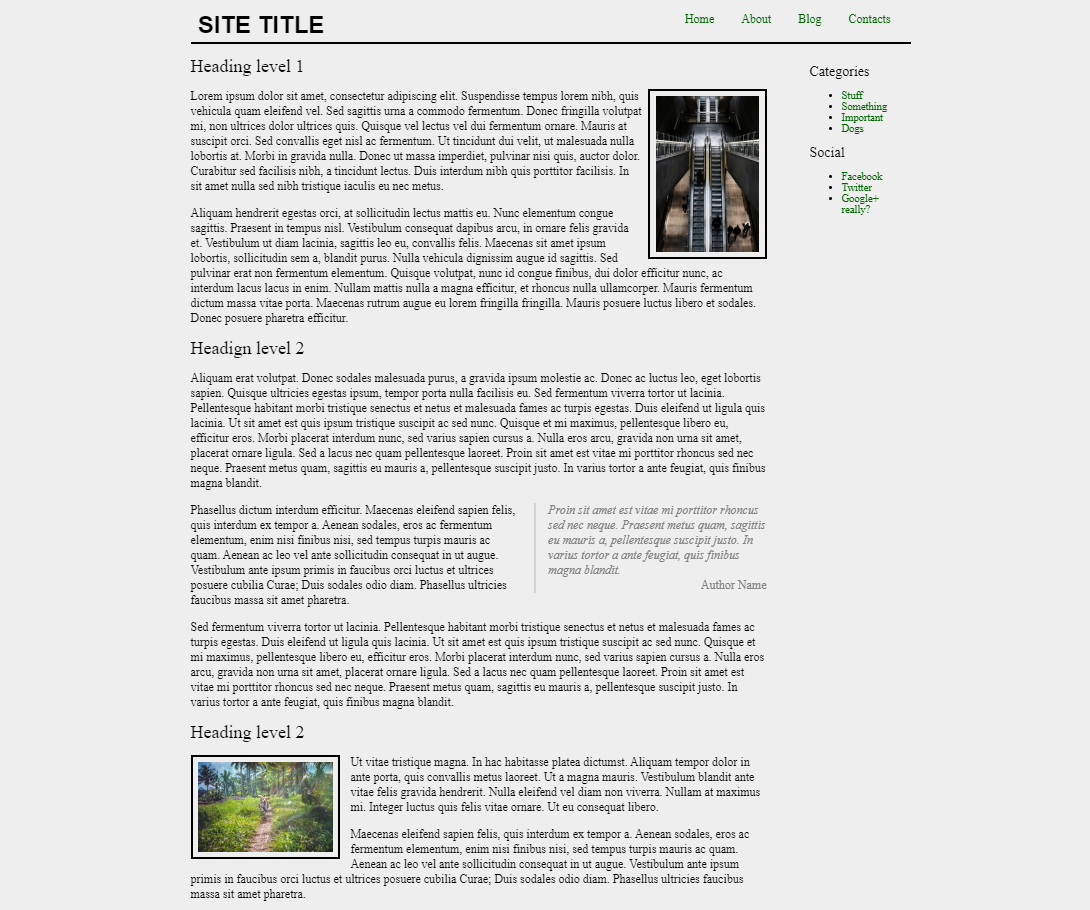 SITE TITLE
Home About Blog Contacts
Heading level 1
Lorem ipsum dolor sit amet, consectetur adipiscing elit. Suspendisse tempus lorem nibh, quis
vehicula quam eleifend vel. Sed sagittis urna a commodo fermentum. Donec fringilla volutpat
mi, non ultrices dolor ultrices quis. Quisque vel lectus vel dui fermentum ornare. Mauris at
suscipit orci. Sed convallis eget nisl ac fermentum. Ut tincidunt dui velit, ut malesuada nulla
lobortis at. Morbi in gravida nulla. Donec ut massa imperdiet, pulvinar nisi quis, auctor dolor.
Curabitur sed facilisis nibh, a tincidunt lectus. Duis interdum nibh quis porttitor facilisis. In
sit amet nulla sed nibh tristique iaculis eu nec metus.
Aliquam hendrerit egestas orci, at sollicitudin lectus mattis eu. Nunc elementum congue
sagittis. Praesent in tempus nisl. Vestibulum consequat dapibus arcu, in ornare felis gravida
et. Vestibulum ut diam lacinia, sagittis leo eu, convallis felis. Maecenas sit amet ipsum
lobortis, sollicitudin sem a, blandit purus. Nulla vehicula dignissim augue id sagittis. Sed
pulvinar erat non fermentum elementum. Quisque volutpat, nunc id congue finibus, dui dolor efficitur nunc, ac
interdum lacus lacus in enim. Nullam mattis nulla a magna efficitur, et rhoncus nulla ullamcorper. Mauris fermentum
dictum massa vitae porta. Maecenas rutrum augue eu lorem fringilla fringilla. Mauris posuere luctus libero et sodales.
Donec posuere pharetra efficitur.
Headign level 2
Aliquam erat volutpat. Donec sodales malesuada purus, a gravida ipsum molestie ac. Donec ac luctus leo, eget lobortis
sapien. Quisque ultricies egestas ipsum, tempor porta nulla facilisis eu. Sed fermentum viverra tortor ut lacinia.
Pellentesque habitant morbi tristique senectus et netus et malesuada fames ac turpis egestas. Duis eleifend ut ligula quis
lacinia. Ut sit amet est quis ipsum tristique suscipit ac sed nunc. Quisque et mi maximus, pellentesque libero eu,
efficitur eros. Morbi placerat interdum nunc, sed varius sapien cursus a. Nulla eros arcu, gravida non urna sit amet,
placerat ornare ligula. Sed a lacus nec quam pellentesque laoreet. Proin sit amet est vitae mi porttitor rhoncus sed nec
neque. Praesent metus quam, sagittis eu mauris a, pellentesque suscipit justo. In varius tortor a ante feugiat, quis finibus
magna blandit.
Phasellus dictum interdum efficitur. Maecenas eleifend sapien felis,
quis interdum ex tempor a. Aenean sodales, eros ac fermentum
elementum, enim nisi finibus nisi, sed tempus turpis mauris ac
quam. Aenean ac leo vel ante sollicitudin consequat in ut augue.
Vestibulum ante ipsum primis in faucibus orci luctus et ultrices
posuere cubilia Curae; Duis sodales odio diam. Phasellus ultricies
faucibus massa sit amet pharetra.
Proin sit amet est vitae mi porttitor rhoncus
sed nec neque. Praesent metus quam, sagittis
eu mauris a, pellentesque suscipit justo. In
varius tortor a ante feugiat, quis finibus
magna blandit.
Author Name
Sed fermentum viverra tortor ut lacinia. Pellentesque habitant morbi tristique senectus et netus et malesuada fames ac
turpis egestas. Duis eleifend ut ligula quis lacinia. Ut sit amet est quis ipsum tristique suscipit ac sed nunc. Quisque et
mi maximus, pellentesque libero eu, efficitur eros. Morbi placerat interdum nunc, sed varius sapien cursus a. Nulla eros
arcu, gravida non urna sit amet, placerat ornare ligula. Sed a lacus nec quam pellentesque laoreet. Proin sit amet est
vitae mi porttitor rhoncus sed nec neque. Praesent metus quam, sagittis eu mauris a, pellentesque suscipit justo. In
varius tortor a ante feugiat, quis finibus magna blandit.
Heading level 2
Ut vitae tristique magna. In hac habitasse platea dictumst. Aliquam tempor dolor in
ante porta, quis convallis metus laoreet. Ut a magna mauris. Vestibulum blandit ante
vitae felis gravida hendrerit. Nulla eleifend vel diam non viverra. Nullam at maximus
mi. Integer luctus quis felis vitae ornare. Ut eu consequat libero.
Maecenas eleifend sapien felis, quis interdum ex tempor a. Aenean sodales, eros ac
fermentum elementum, enim nisi finibus nisi, sed tempus turpis mauris ac quam.
Aenean ac leo vel ante sollicitudin consequat in ut augue. Vestibulum ante ipsum
primis in faucibus orci luctus et ultrices posuere cubilia Curae; Duis sodales odio diam. Phasellus ultricies faucibus
massa sit amet pharetra.
Categories
Stuff
Something
Important
Dogs
Social
Facebook
Twitter
Google+
really?